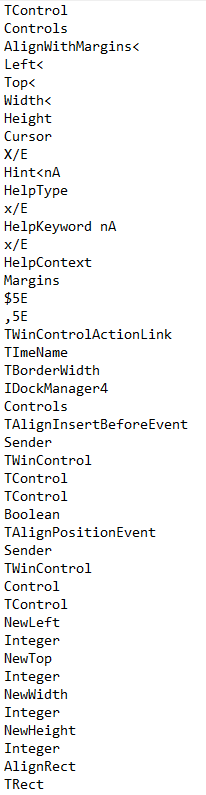 TControl
Controls
AlignWithMargins<
Left<
Top<
Width<
Height
Cursor
X/E
Hint<nA
HelpType
x/E
HelpKeyword nA
x/E
HelpContext
Margins
$5E
,5E
TWinControlActionLink
TImeName
TBorderWidth
IDockManager4
Controls
TAlignInsertBeforeEvent
Sender
TWinControl
TControl
TControl
Boolean
TAlignPositionEvent
Sender
TWinControl
Control
TControl
NewLeft
Integer
NewTop
Integer
NewWidth
Integer
NewHeight
Integer
AlignRect
TRect